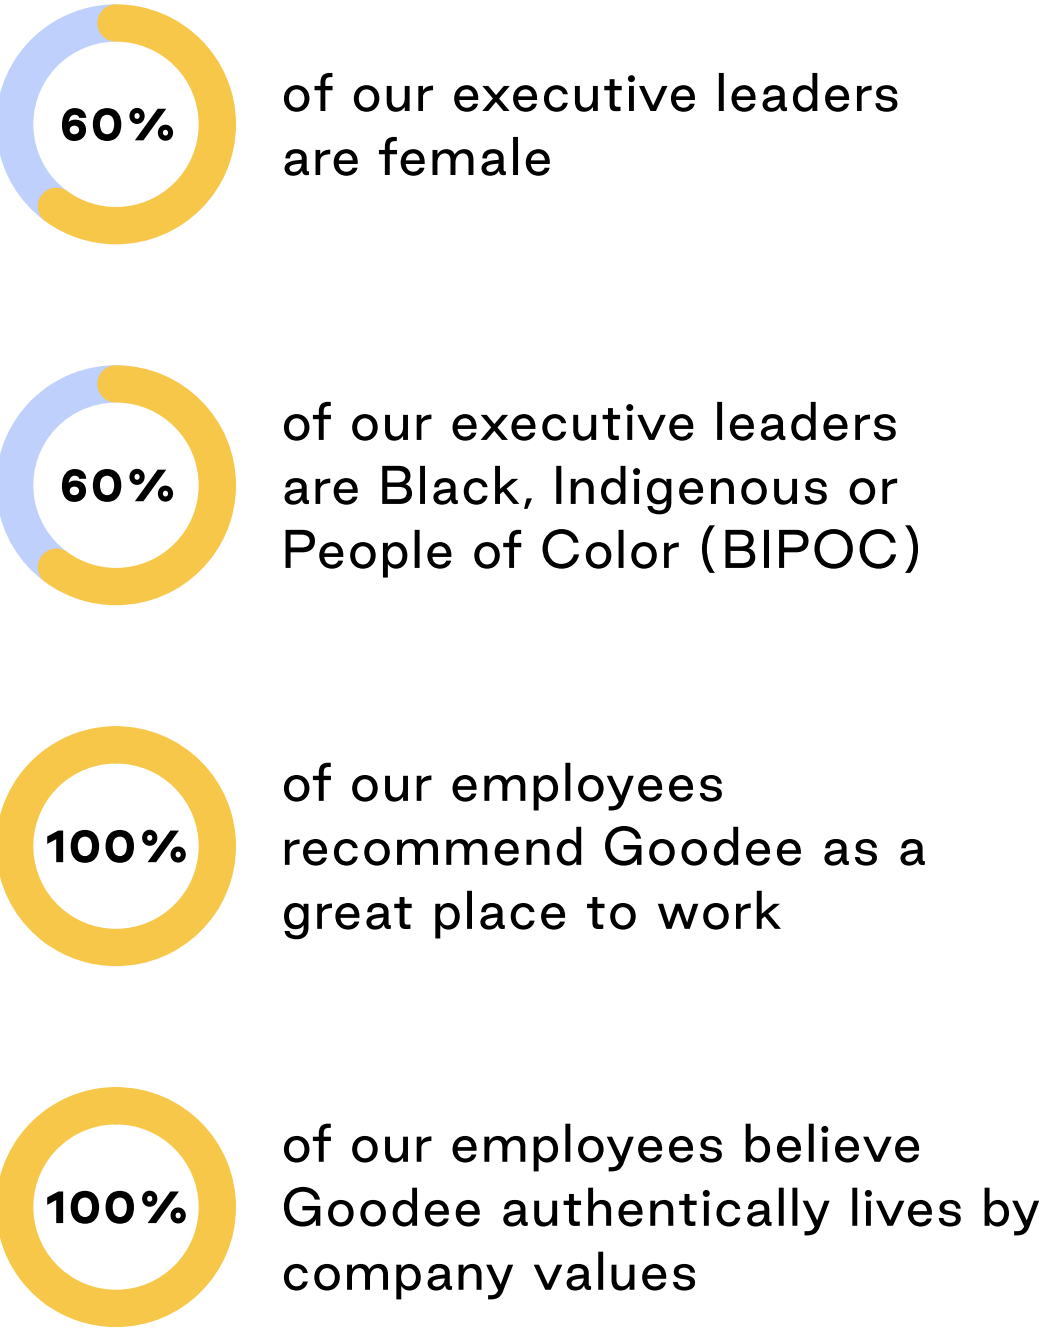 60%
of our executive leaders
are female
60%
of our executive leaders
are Black, Indigenous or
People of Color (BIPOC)
100%
of our employees
recommend Goodee as a
great place to work
100%
of our employees believe
Goodee authentically lives by
company values